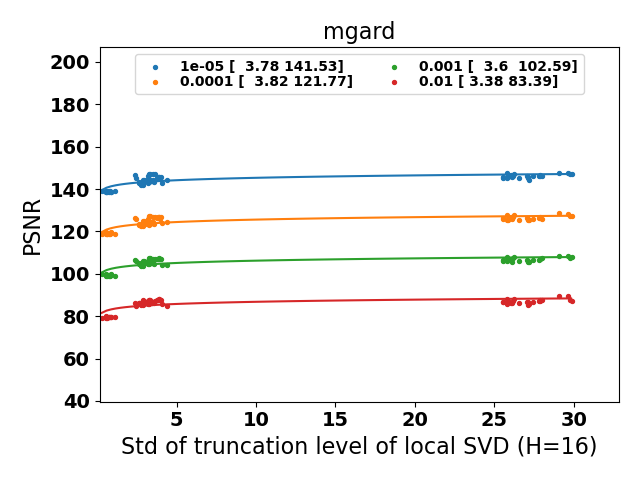 mgard
1e-05 [  3.78 141.53]
0.0001 [  3.82 121.77]
0.001 [  3.6  102.59]
0.01 [ 3.38 83.39]
200
180
160
140
120
100
80
60
40
PSNR
5 10 15 20 25 30
Std of truncation level of local SVD (H=16)